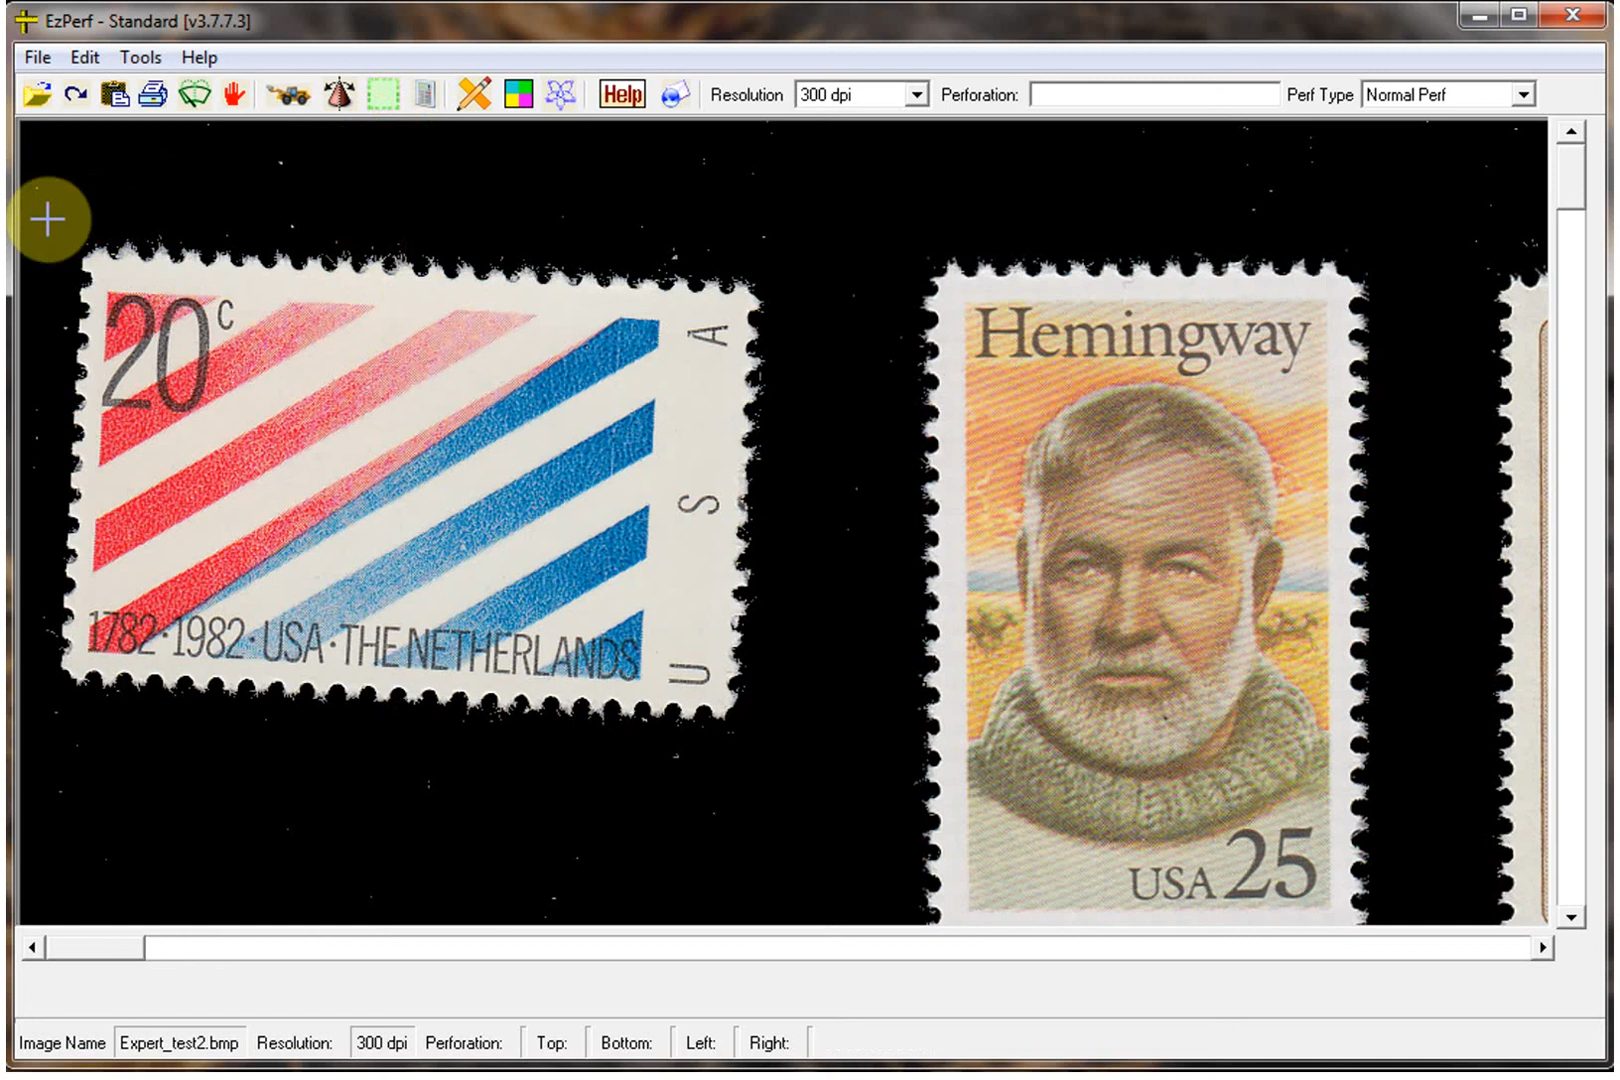 EzPerf - Standard [v3.7.7.3]
File Edit Tools Help
Help Resolution 300 dpi Perforation: Perf Type Normal Perf
20c
USA
1782·1982·USA·THE NETHERLANDS
Hemingway
USA 25
Image Name Expert_test2.bmp Resolution: 300 dpi Perforation: Top: Bottom: Left: Right: